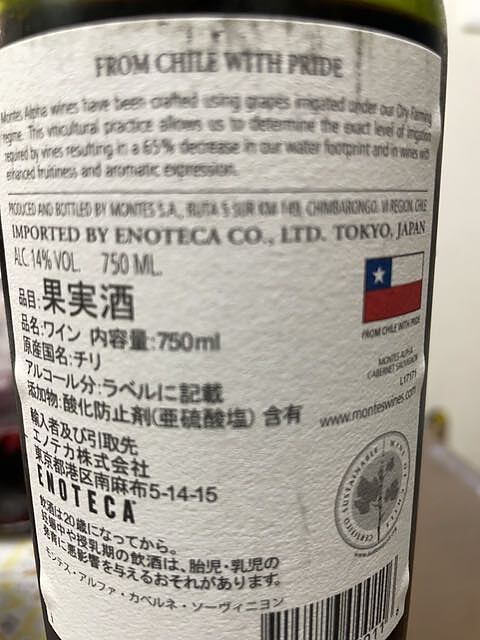 FROM CHILE WITH PRIDE
Montes Alpha wines have been crafted using grapes irrigated under our Dry Farming
regime. This viticultural practice allows us to determine the exact level of irrigation
required by vines resulting in a 65% decrease in our water footprint and in wines with
enhanced fruitiness and aromatic expression.
PRODUCED AND BOTTLED BY MONTES S.A., RUTA 5 SUR KM 149, CHIMBARONGO, VI REGION, CHILE
IMPORTED BY ENOTECA CO., LTD. TOKYO, JAPAN
ALC. 14% VOL. 750 ML.
品目:果実酒
品名:ワイン 内容量:750ml
原産国名:チリ
アルコール分:ラベルに記載
添加物:酸化防止剤(亜硫酸塩) 含有
輸入者及び引取先
エノテカ株式会社
東京都港区南麻布5-14-15
ENOTECA
飲酒は20歳になってから。
妊娠中や授乳期の飲酒は、胎児・乳児の
発育に悪影響を与えるおそれがあります。
モンテス・アルファ・カベルネ・ソーヴィニヨン
FROM CHILE WITH PRIDE
MONTES ALPHA
CABERNET SAUVIGNON
L17171
www.monteswines.com
CERTIFIED SUSTAINABLE WINE OF CHILE